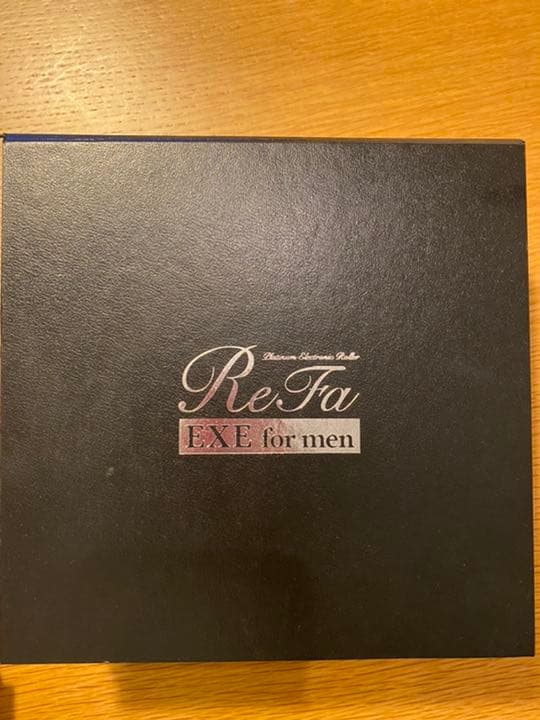 Platinum Electronic Roller
ReFa
EXE for men